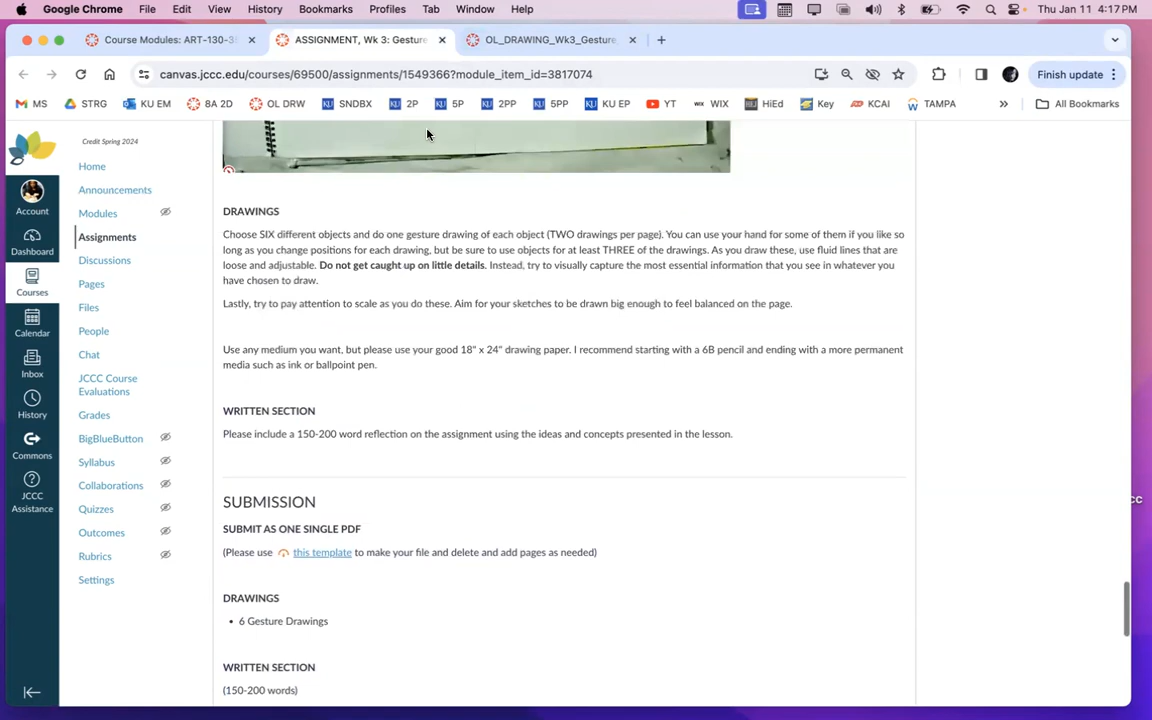 Google Chrome File Edit View History Bookmarks Profiles Tab Window Help Thu Jan 11 4:17 PM
Course Modules: ART-130-3 ASSIGNMENT, Wk 3: Gesture OL_DRAWING_Wk3_Gesture
canvas.jccc.edu/courses/69500/assignments/1549366?module_item_id=3817074 Finish update
MS STRG KU EM 8A 2D OL DRW SNDBX 2P 5P 2PP 5PP KU EP YT WIX WIX HiEd Key KCAI TAMPA » All Bookmarks
Credit Spring 2024
Home
Announcements
Modules
Assignments
Discussions
Pages
Files
People
Chat
JCCC Course
Evaluations
Grades
BigBlueButton
Syllabus
Collaborations
Quizzes
Outcomes
Rubrics
Settings
Account
Dashboard
Courses
Calendar
Inbox
History
Commons
JCCC
Assistance
DRAWINGS
Choose SIX different objects and do one gesture drawing of each object (TWO drawings per page). You can use your hand for some of them if you like so
long as you change positions for each drawing, but be sure to use objects for at least THREE of the drawings. As you draw these, use fluid lines that are
loose and adjustable. Do not get caught up on little details. Instead, try to visually capture the most essential information that you see in whatever you
have chosen to draw.
Lastly, try to pay attention to scale as you do these. Aim for your sketches to be drawn big enough to feel balanced on the page.
Use any medium you want, but please use your good 18" x 24" drawing paper. I recommend starting with a 6B pencil and ending with a more permanent
media such as ink or ballpoint pen.
WRITTEN SECTION
Please include a 150-200 word reflection on the assignment using the ideas and concepts presented in the lesson.
SUBMISSION
SUBMIT AS ONE SINGLE PDF
(Please use this template to make your file and delete and add pages as needed)
DRAWINGS
• 6 Gesture Drawings
WRITTEN SECTION
(150-200 words)
cc